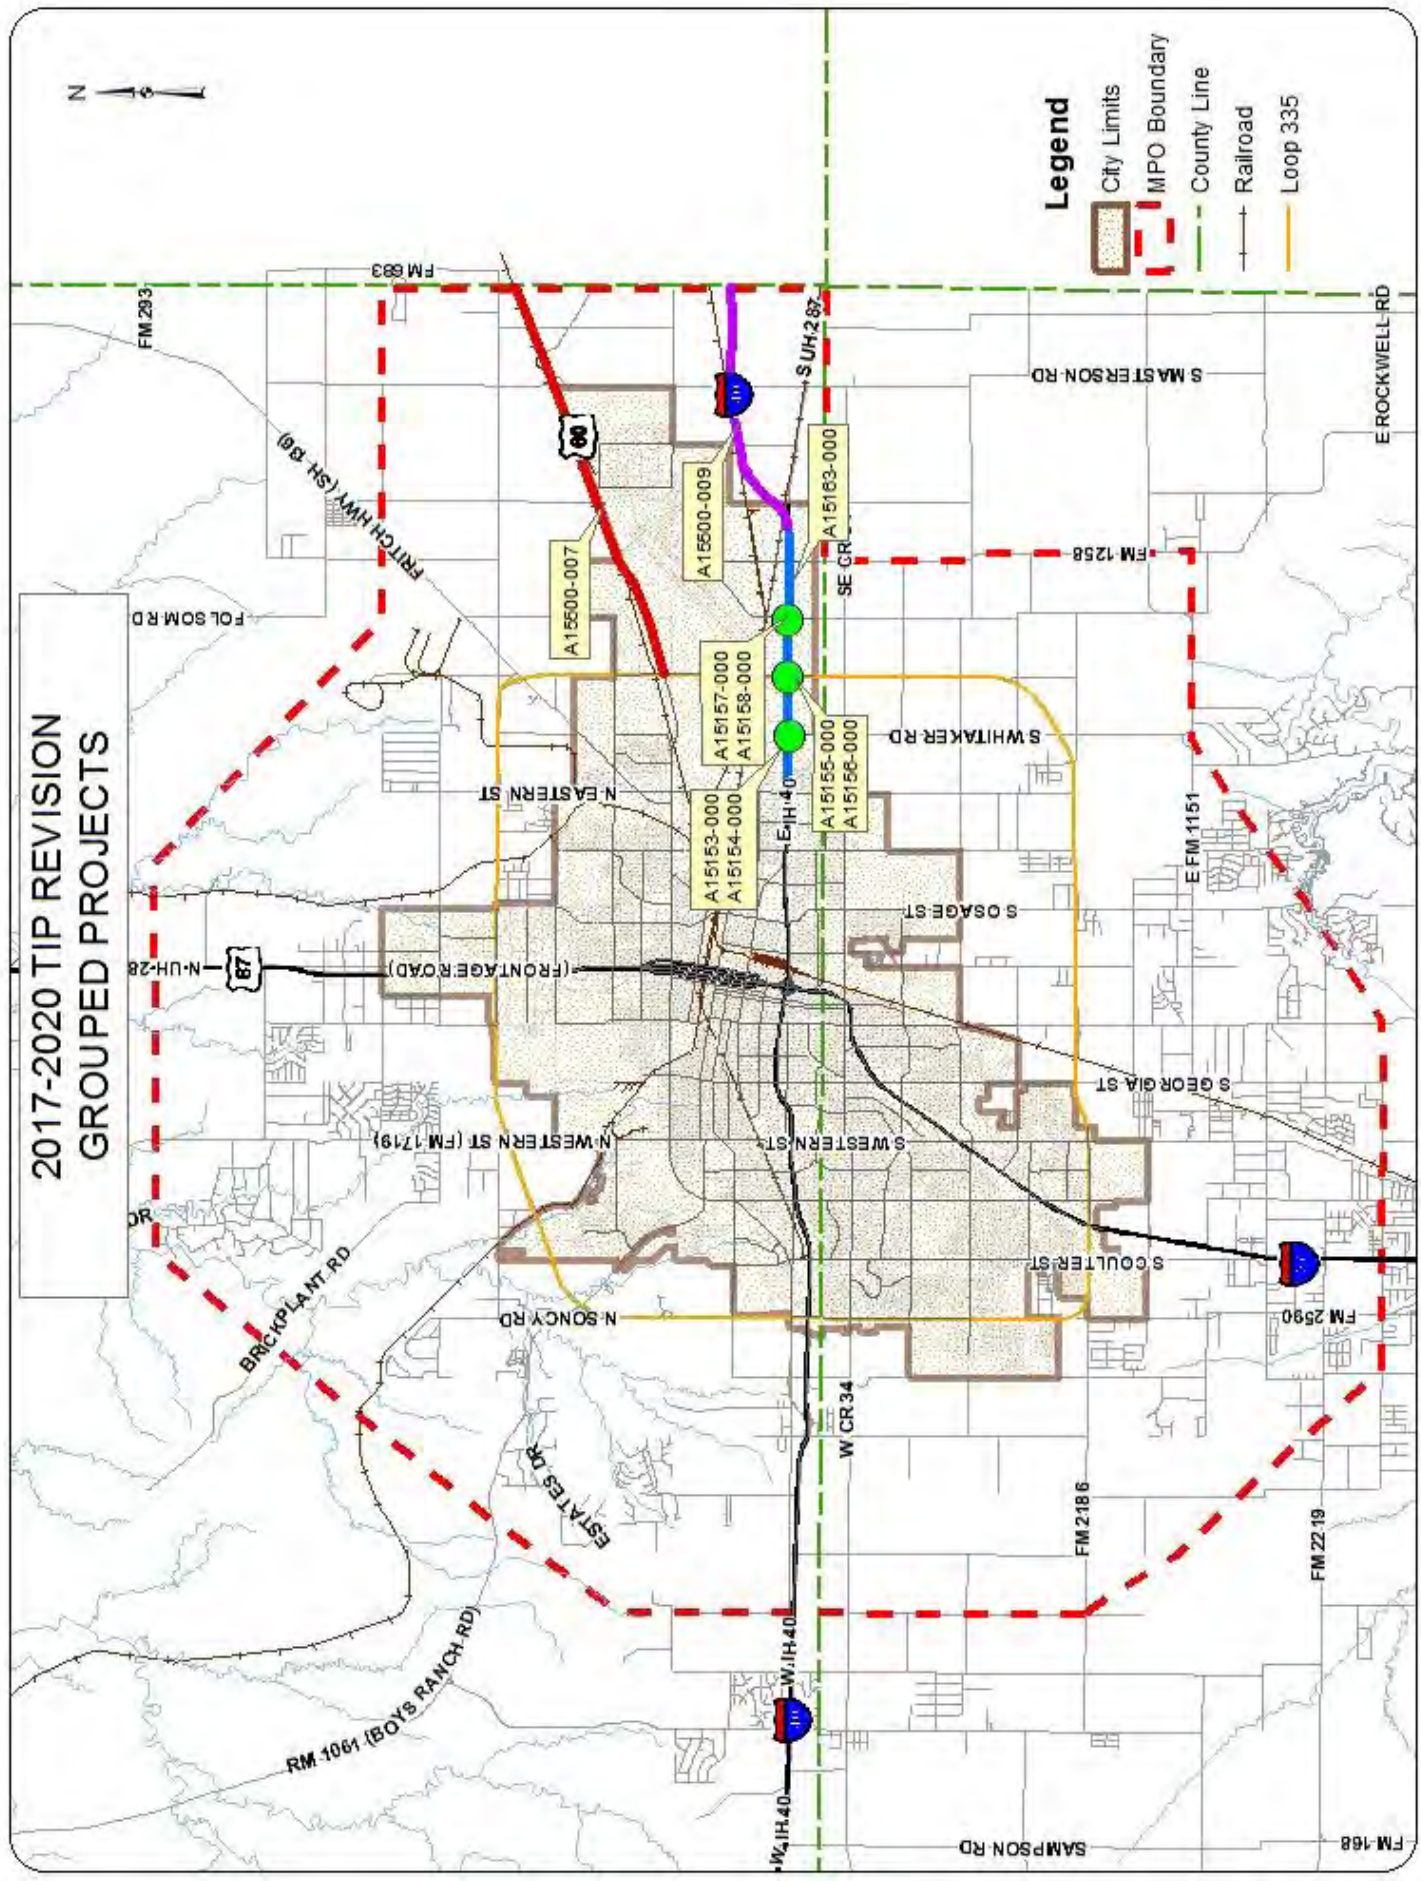 2017-2020 TIP REVISION
GROUPED PROJECTS
N
FM 293
FM 683
FOLSOM RD
FRITCH HWY (SH 136)
60
A15500-007
A15500-009
A15157-000
A15158-000
A15163-000
A15153-000
A15154-000
A15155-000
A15156-000
S UH 287
E IH 40
N EASTERN ST
N UH 28
87
(FRONTAGE ROAD)
N WESTERN ST (FM 1719)
S WESTERN ST
DR
BRICKPLANT RD
N SONCY RD
ESTATES DR
RM 1061 (BOYS RANCH RD)
W IH 40
W IH 40
W CR 34
S MASTERSON RD
E ROCKWELL RD
FM 1258
S WHITAKER RD
E FM 1151
S OSAGE ST
S GEORGIA ST
S COULTER ST
FM 2590
FM 2186
FM 2219
SAMPSON RD
FM 168
Legend
City Limits
MPO Boundary
County Line
Railroad
Loop 335